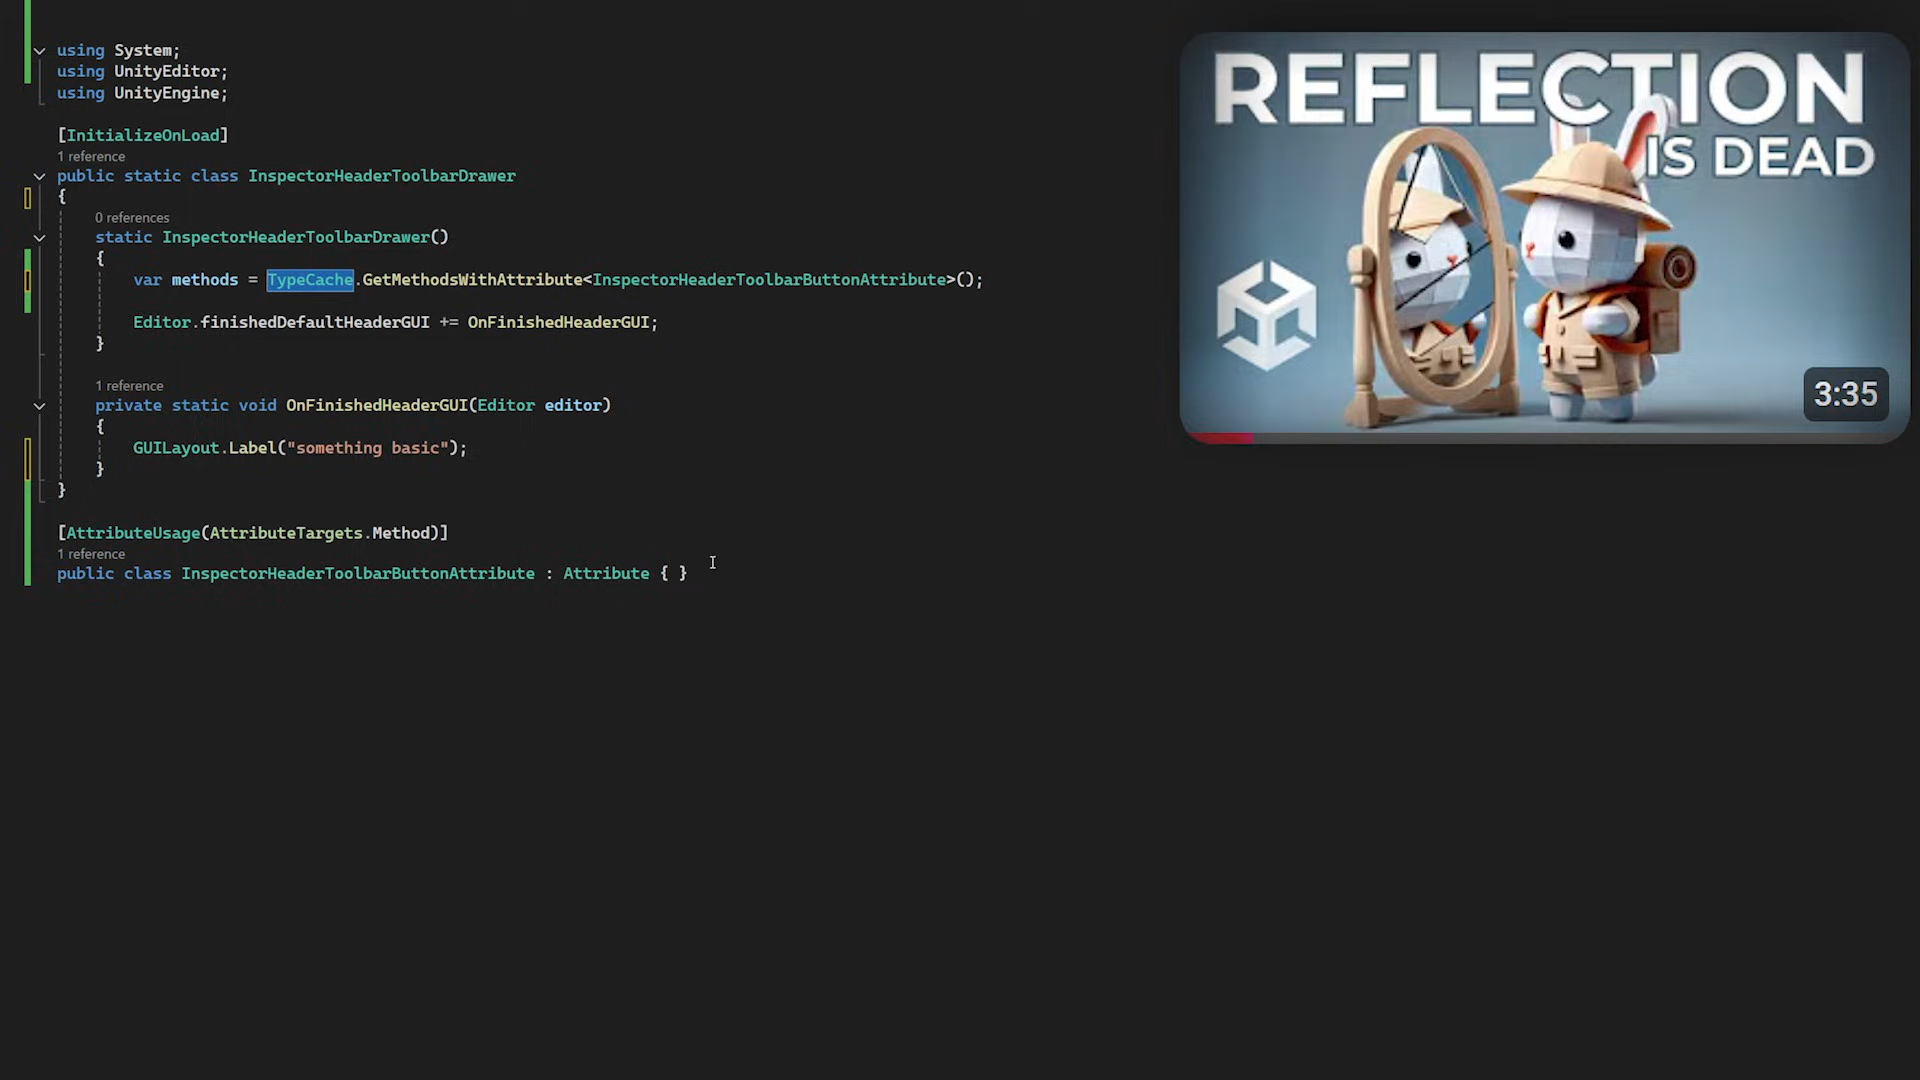 using System;
using UnityEditor;
using UnityEngine;
[InitializeOnLoad]
1 reference
public static class InspectorHeaderToolbarDrawer
{
0 references
static InspectorHeaderToolbarDrawer()
{
var methods = TypeCache.GetMethodsWithAttribute<InspectorHeaderToolbarButtonAttribute>();
Editor.finishedDefaultHeaderGUI += OnFinishedHeaderGUI;
}
1 reference
private static void OnFinishedHeaderGUI(Editor editor)
{
GUILayout.Label("something basic");
}
}
[AttributeUsage(AttributeTargets.Method)]
1 reference
public class InspectorHeaderToolbarButtonAttribute : Attribute { }
REFLECTION
IS DEAD
3:35